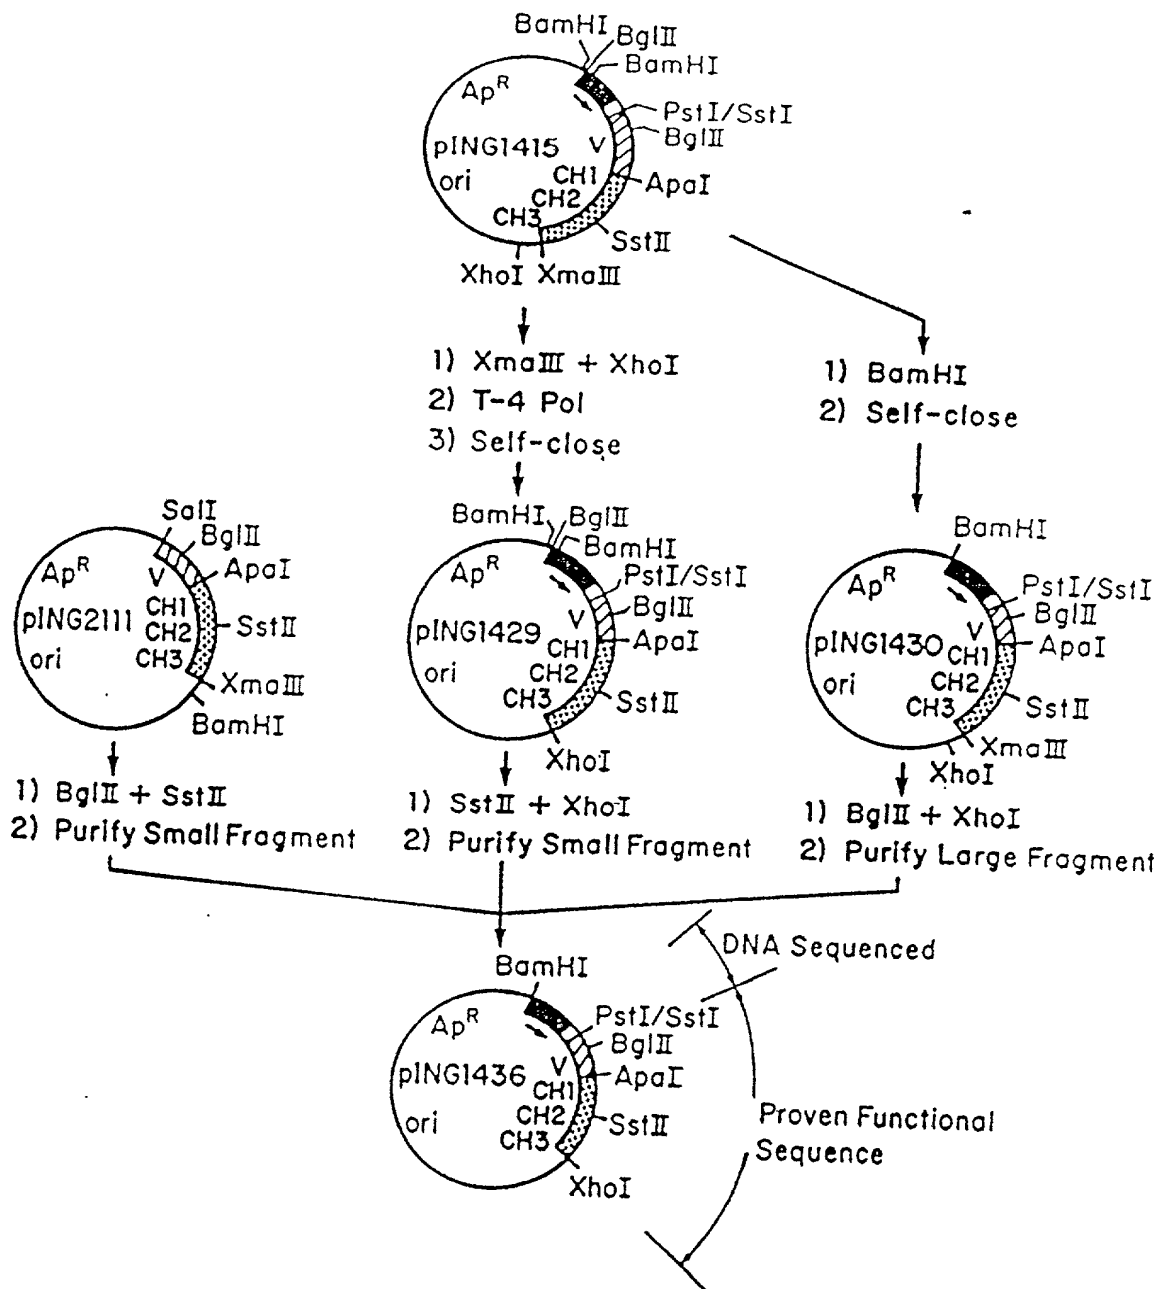 BamHI
BglII
BamHI
Ap^R
PstI/SstI
BglII
pING1415
V
ori
CH1
ApaI
CH2
CH3
SstII
XhoI XmaIII
1) XmaIII + XhoI
2) T-4 Pol
3) Self-close
1) BamHI
2) Self-close
SalI
BglII
Ap^R
V
ApaI
CH1
pING2111
CH2
SstII
ori
CH3
XmaIII
BamHI
1) BglII + SstII
2) Purify Small Fragment
BamHI
BglII
BamHI
Ap^R
PstI/SstI
V
BglII
pING1429
CH1
ApaI
ori
CH2
CH3
SstII
XhoI
1) SstII + XhoI
2) Purify Small Fragment
BamHI
Ap^R
PstI/SstI
V
BglII
pING1430
CH1
ApaI
ori
CH2
CH3
SstII
XmaIII
XhoI
1) BglII + XhoI
2) Purify Large Fragment
BamHI
Ap^R
PstI/SstI
BglII
V
pING1436
ApaI
CH1
ori
CH2
SstII
CH3
XhoI
DNA Sequenced
Proven Functional
Sequence